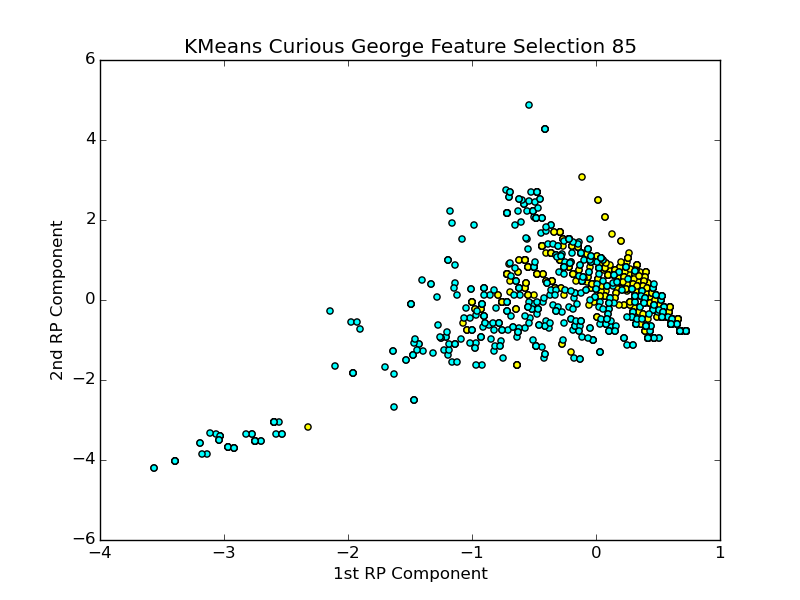 KMeans Curious George Feature Selection 85
6
4
2
0
−2
−4
−6
2nd RP Component
−4 −3 −2 −1 0 1
1st RP Component